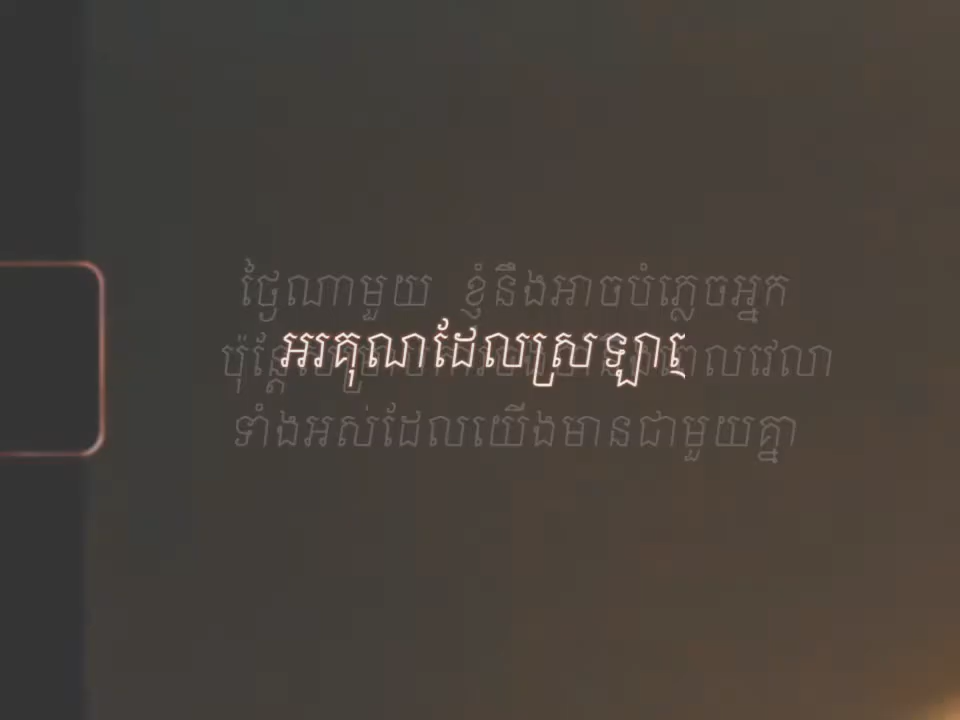 ថ្ងៃណាមួយ ខ្ញុំនឹងអាចបំភ្លេចអ្នក
អរគុណដែលស្រឡា
ប៉ុន្តែ ពេលវេលា
ទាំងអស់ដែលយើងមានជាមួយគ្នា